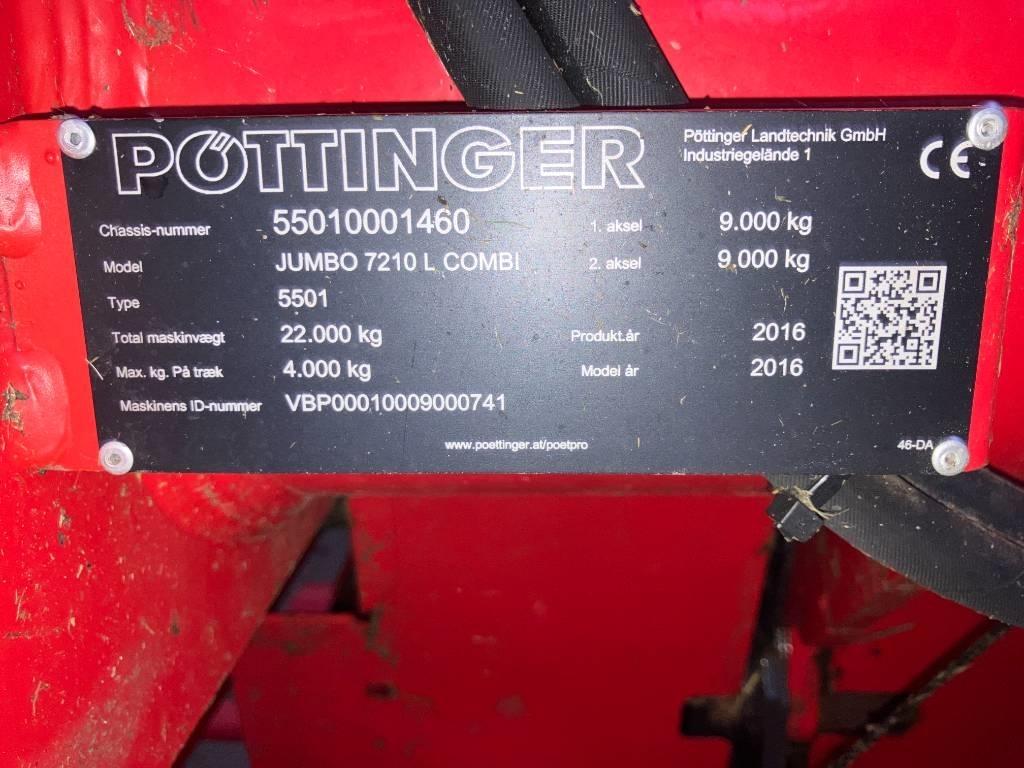 PÖTTINGER
Pöttinger Landtechnik GmbH
Industriegelände 1
CE
Chassis-nummer 55010001460 1. aksel 9.000 kg
Model JUMBO 7210 L COMBI 2. aksel 9.000 kg
Type 5501
Total maskinvægt 22.000 kg Produkt.år 2016
Max. kg. På træk 4.000 kg Model år 2016
Maskinens ID-nummer VBP00010009000741
www.poettinger.at/poetpro 46-DA